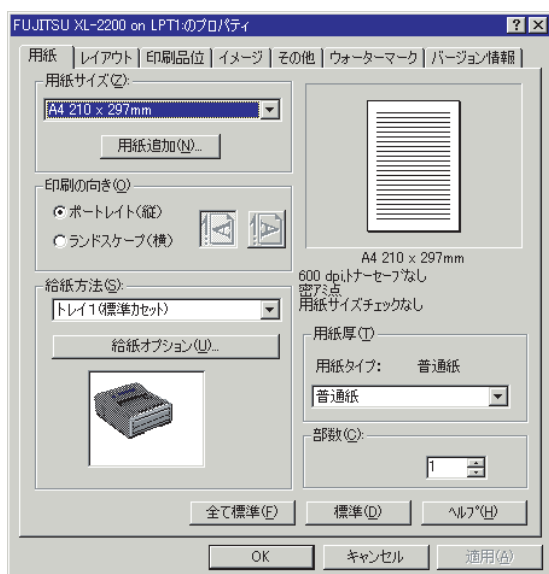 FUJITSU XL-2200 on LPT1:のプロパティ
用紙 レイアウト 印刷品位 イメージ その他 ウォーターマーク バージョン情報
用紙サイズ(Z):
A4 210 x 297mm
用紙追加(N)...
印刷の向き(O)
ポートレイト(縦)
ランドスケープ(横)
A4 210 x 297mm
600 dpi,トナーセーブなし
密アミ点
用紙サイズチェックなし
給紙方法(S):
トレイ1(標準カセット)
給紙オプション(U)...
用紙厚(T)
用紙タイプ: 普通紙
普通紙
部数(C):
1
全て標準(F) 標準(D) ヘルプ(H)
OK キャンセル 適用(A)